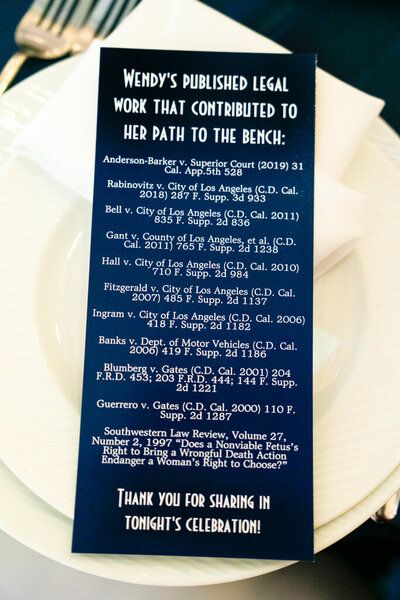 WENDY'S PUBLISHED LEGAL
WORK THAT CONTRIBUTED TO
HER PATH TO THE BENCH:
Anderson-Barker v. Superior Court (2019) 31
Cal. App.5th 528
Rabinovitz v. City of Los Angeles (C.D. Cal.
2018) 287 F. Supp. 3d 933
Bell v. City of Los Angeles (C.D. Cal. 2011)
835 F. Supp. 2d 836
Gant v. County of Los Angeles, et al. (C.D.
Cal. 2011) 765 F. Supp. 2d 1238
Hall v. City of Los Angeles (C.D. Cal. 2010)
710 F. Supp. 2d 984
Fitzgerald v. City of Los Angeles (C.D. Cal.
2007) 485 F. Supp. 2d 1137
Ingram v. City of Los Angeles (C.D. Cal. 2006)
418 F. Supp. 2d 1182
Banks v. Dept. of Motor Vehicles (C.D. Cal.
2006) 419 F. Supp. 2d 1186
Blumberg v. Gates (C.D. Cal. 2001) 204
F.R.D. 453; 203 F.R.D. 444; 144 F. Supp.
2d 1221
Guerrero v. Gates (C.D. Cal. 2000) 110 F.
Supp. 2d 1287
Southwestern Law Review, Volume 27,
Number 2, 1997 “Does a Nonviable Fetus’s
Right to Bring a Wrongful Death Action
Endanger a Woman’s Right to Choose?”
THANK YOU FOR SHARING IN
TONIGHT'S CELEBRATION!